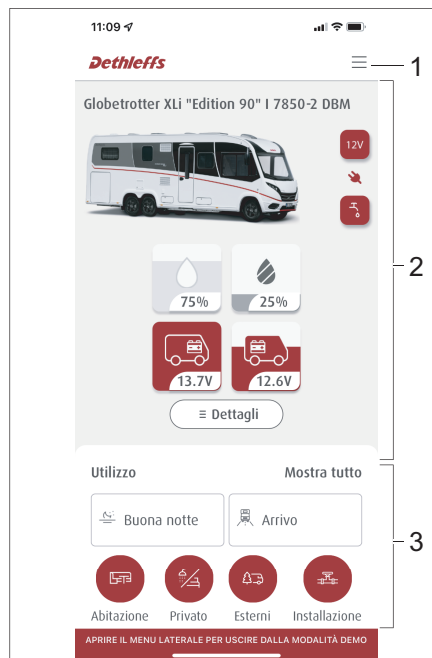 11:09
Dethleffs
1
Globetrotter XLi "Edition 90" I 7850-2 DBM
12V
2
75% 25%
13.7V 12.6V
Dettagli
Utilizzo Mostra tutto
Buona notte Arrivo
3
Abitazione Privato Esterni Installazione
APRIRE IL MENU LATERALE PER USCIRE DALLA MODALITÀ DEMO